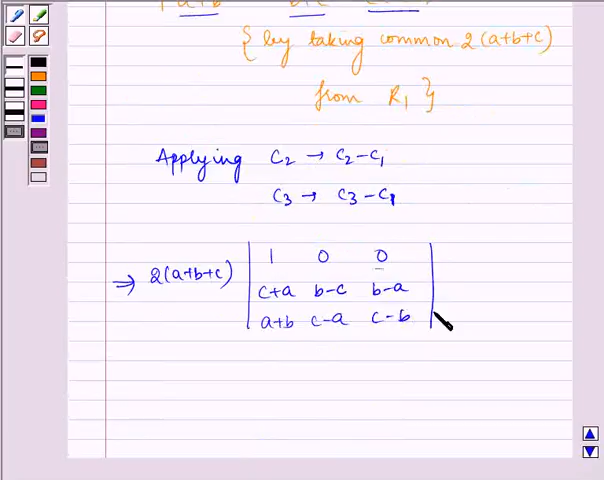 a+b b+c
{ by taking common 2(a+b+c)
from R1 }
Applying C2 → C2-C1
C3 → C3-C1
⇒ 2(a+b+c) | 1 0 0 |
| c+a b-c b-a |
| a+b c-a c-b |